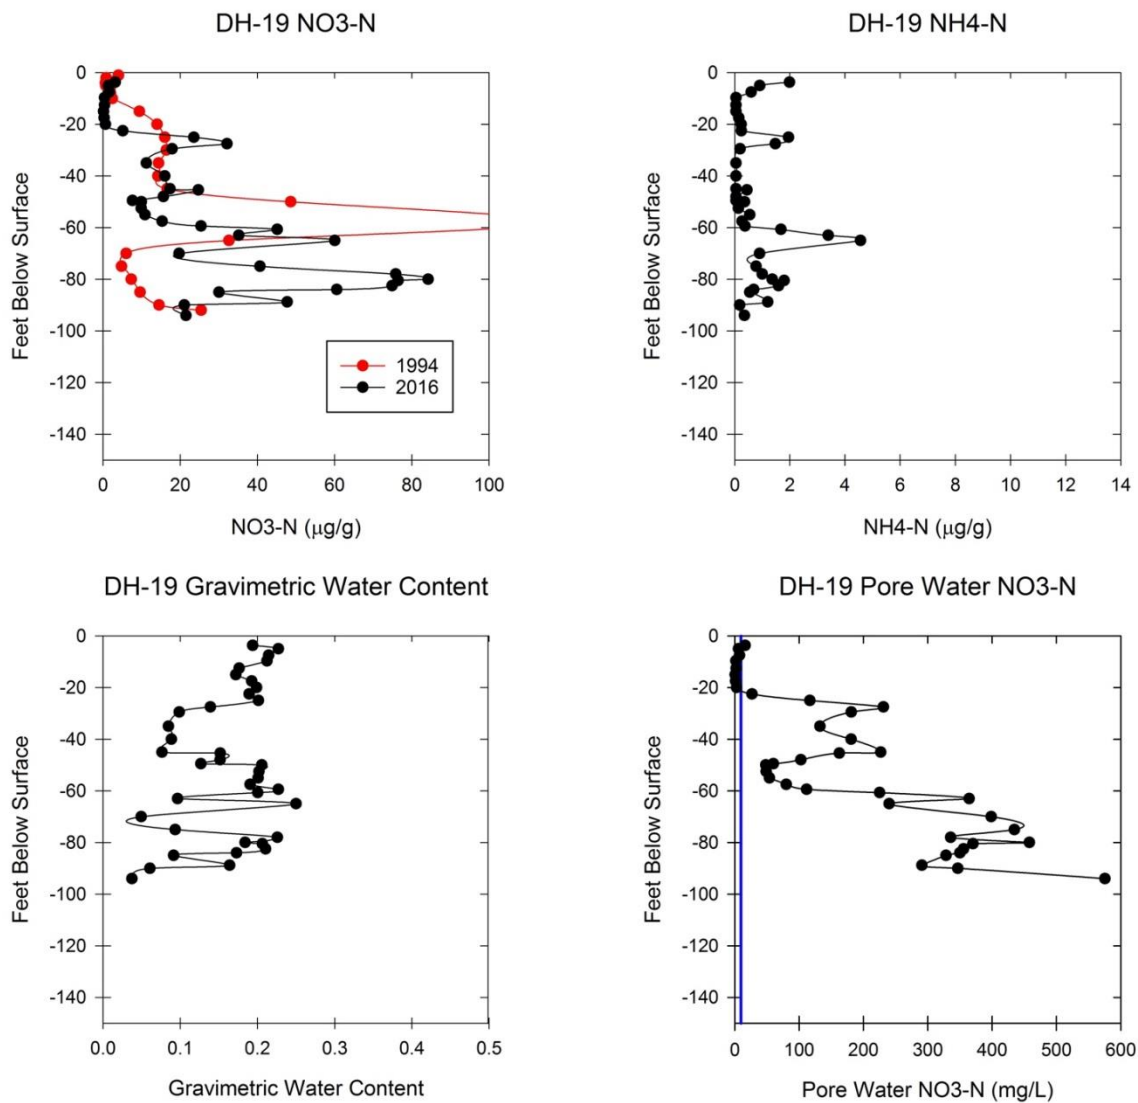 DH-19 NO3-N
0
-20
-40
-60
-80
-100
-120
-140
Feet Below Surface
1994
2016
0 20 40 60 80 100
NO3-N (μg/g)
DH-19 NH4-N
0
-20
-40
-60
-80
-100
-120
-140
Feet Below Surface
0 2 4 6 8 10 12 14
NH4-N (μg/g)
DH-19 Gravimetric Water Content
0
-20
-40
-60
-80
-100
-120
-140
Feet Below Surface
0.0 0.1 0.2 0.3 0.4 0.5
Gravimetric Water Content
DH-19 Pore Water NO3-N
0
-20
-40
-60
-80
-100
-120
-140
Feet Below Surface
0 100 200 300 400 500 600
Pore Water NO3-N (mg/L)